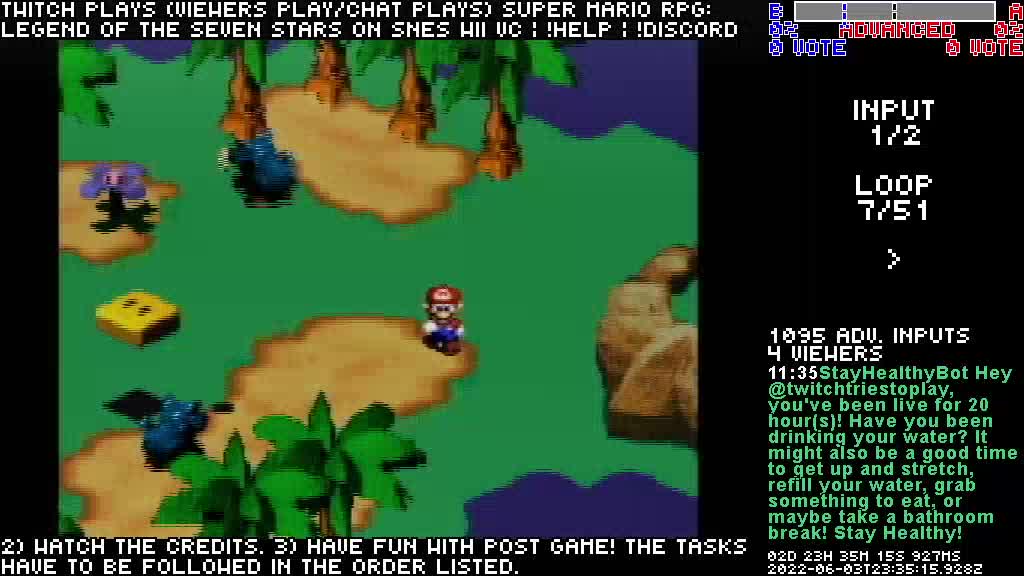 TWITCH PLAYS (VIEWERS PLAY/CHAT PLAYS) SUPER MARIO RPG:
LEGEND OF THE SEVEN STARS ON SNES WII VC | !HELP | !DISCORD
B A
0% ADVANCED 0%
0 VOTE 0 VOTE
INPUT
1/2
LOOP
7/51
>
1095 ADV. INPUTS
4 VIEWERS
11:35StayHealthyBot Hey
@twitchtriestoplay,
you've been live for 20
hour(s)! Have you been
drinking your water? It
might also be a good time
to get up and stretch,
refill your water, grab
something to eat, or
maybe take a bathroom
break! Stay Healthy!
02D 23H 35M 15S 927MS
2022-06-03T23:35:15.928Z
2) WATCH THE CREDITS. 3) HAVE FUN WITH POST GAME! THE TASKS
HAVE TO BE FOLLOWED IN THE ORDER LISTED.